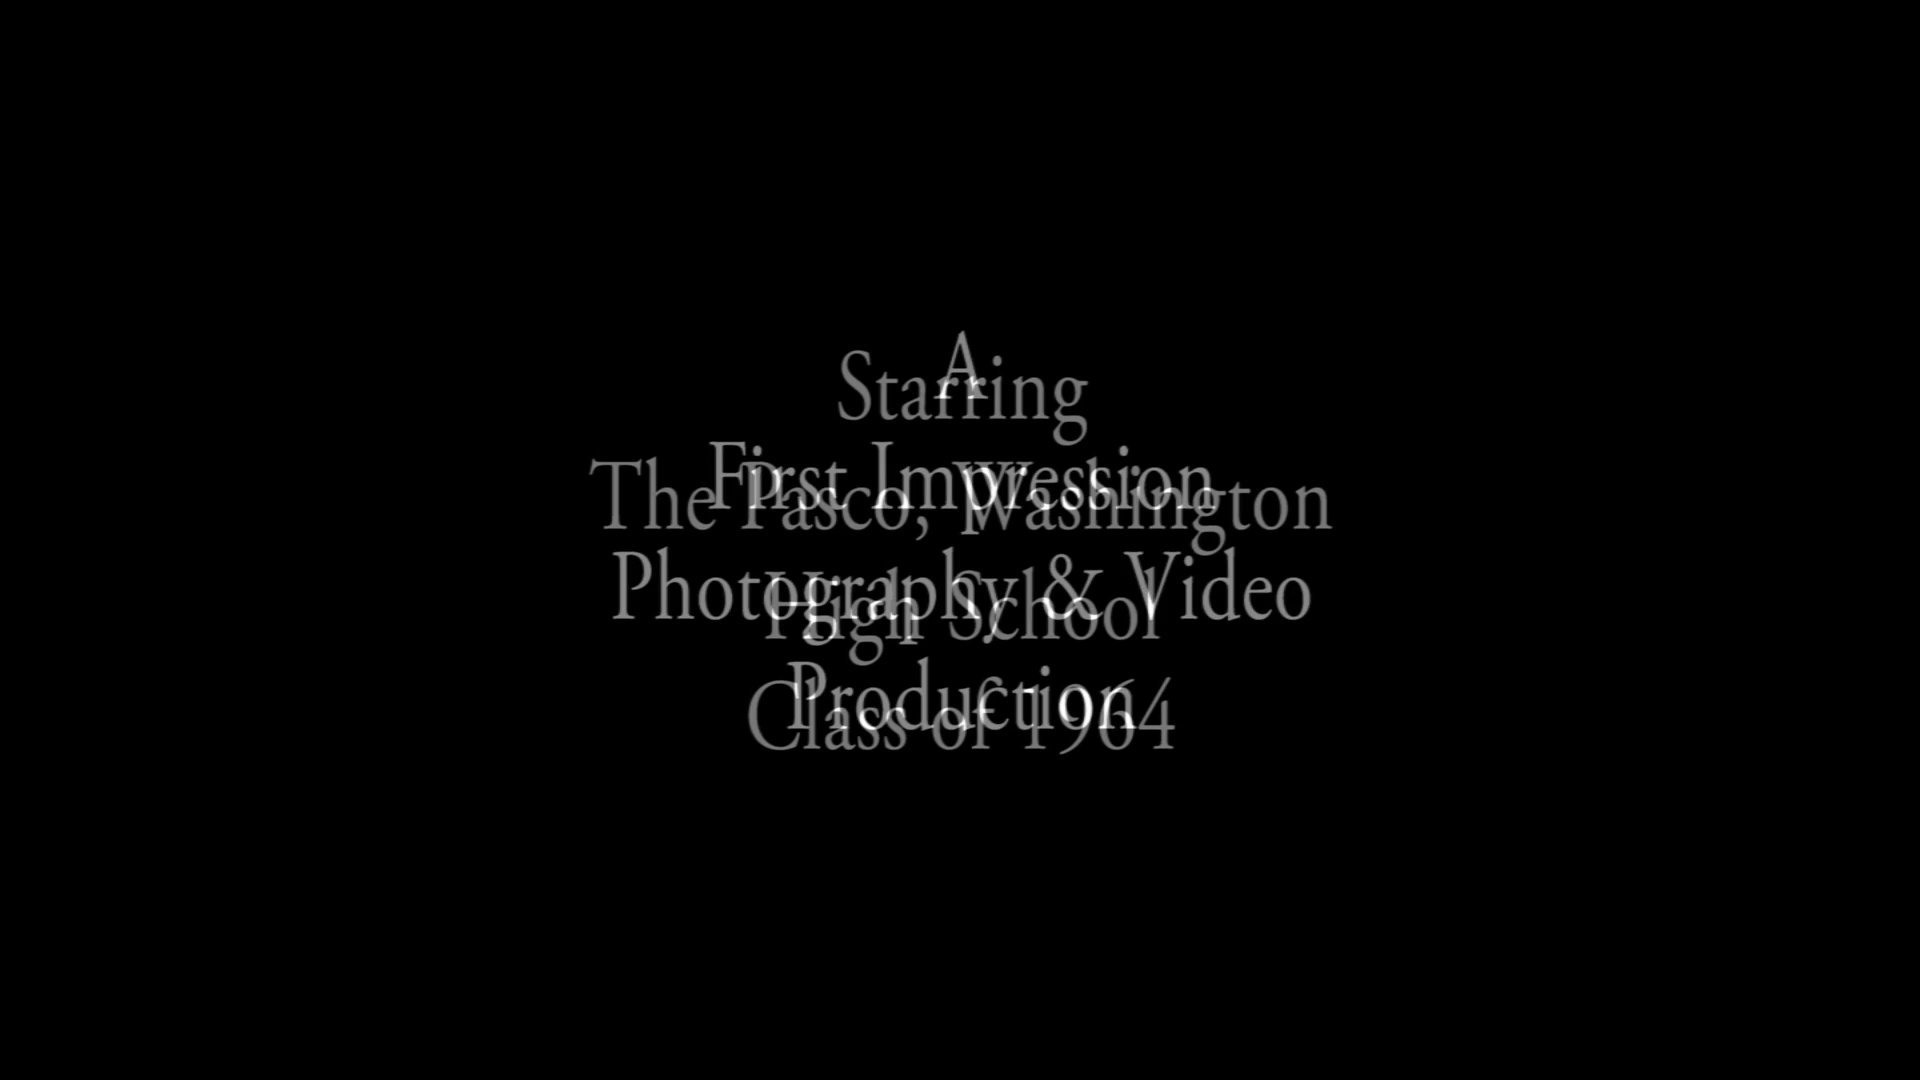 A
First Impression
Photography & Video
Production
Starring
The Pasco, Washington
High School
Class of 1964